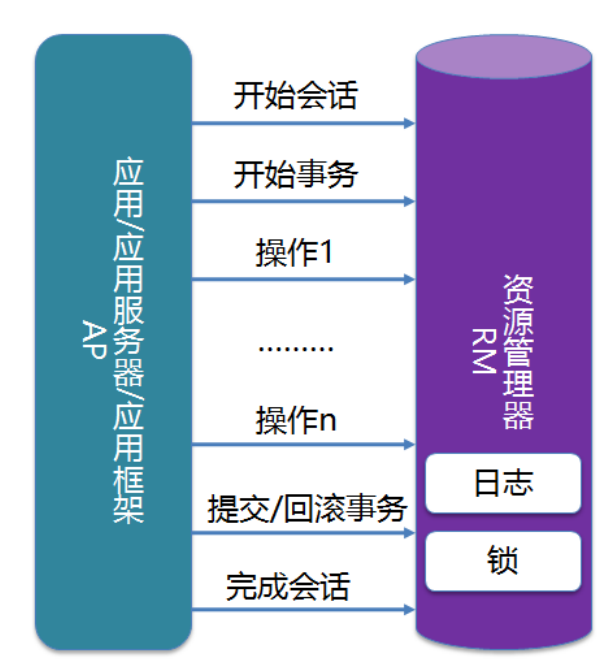 应用/应用服务器/应用框架
AP
开始会话
开始事务
操作1
.........
操作n
提交/回滚事务
完成会话
资源管理器
RM
日志
锁